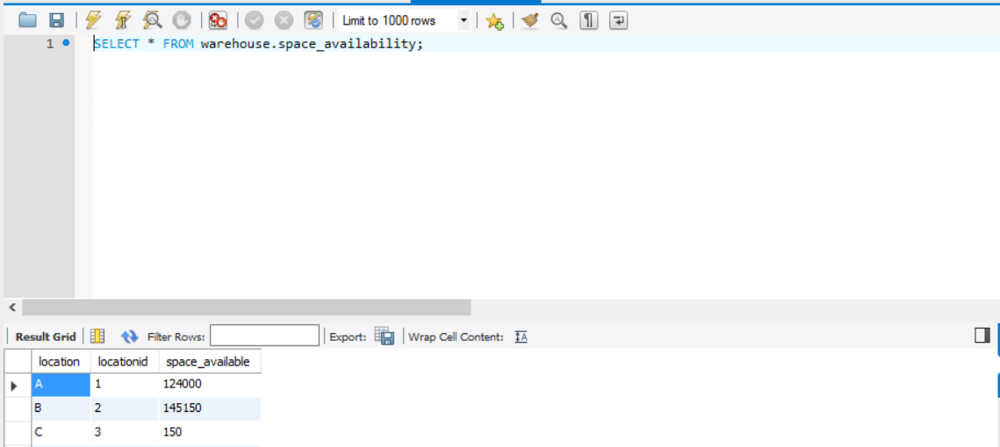 Limit to 1000 rows
1 SELECT * FROM warehouse.space_availability;
Result Grid Filter Rows: Export: Wrap Cell Content:
location locationid space_available
A 1 124000
B 2 145150
C 3 150